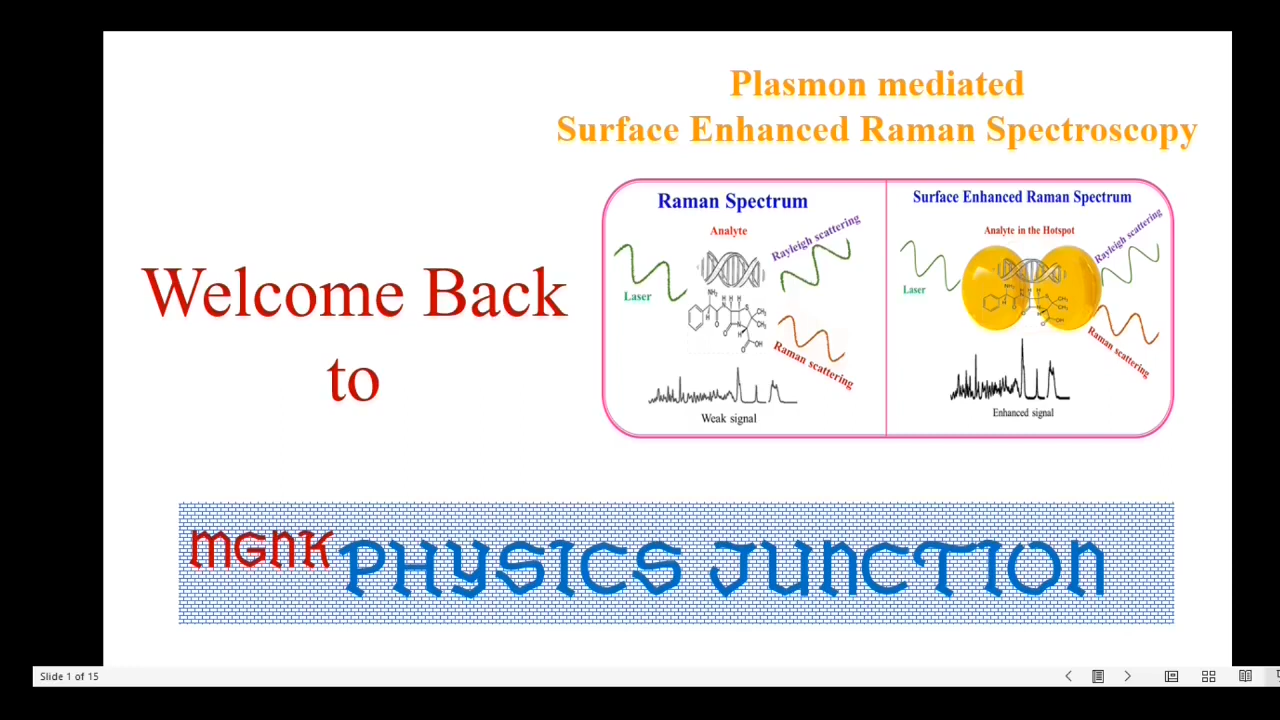 Plasmon mediated
Surface Enhanced Raman Spectroscopy
Welcome Back
to
Raman Spectrum
Analyte
Rayleigh scattering
Laser
NH₂
Raman scattering
Weak signal
Surface Enhanced Raman Spectrum
Analyte in the Hotspot
Rayleigh scattering
Laser
Raman scattering
Enhanced signal
MGNK PHYSICS JUNCTION
Slide 1 of 15